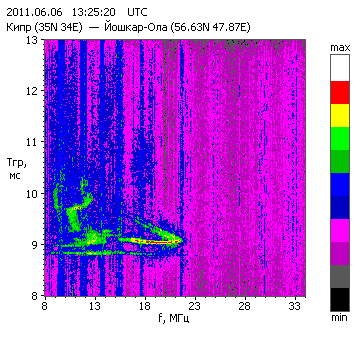 2011.06.06 13:25:20 UTC
Кипр (35N 34E) — Йошкар-Ола (56.63N 47.87E)
max
13
12
11
Tгр,
мс
10
9
8
8 13 18 23 28 33
f, МГц
min